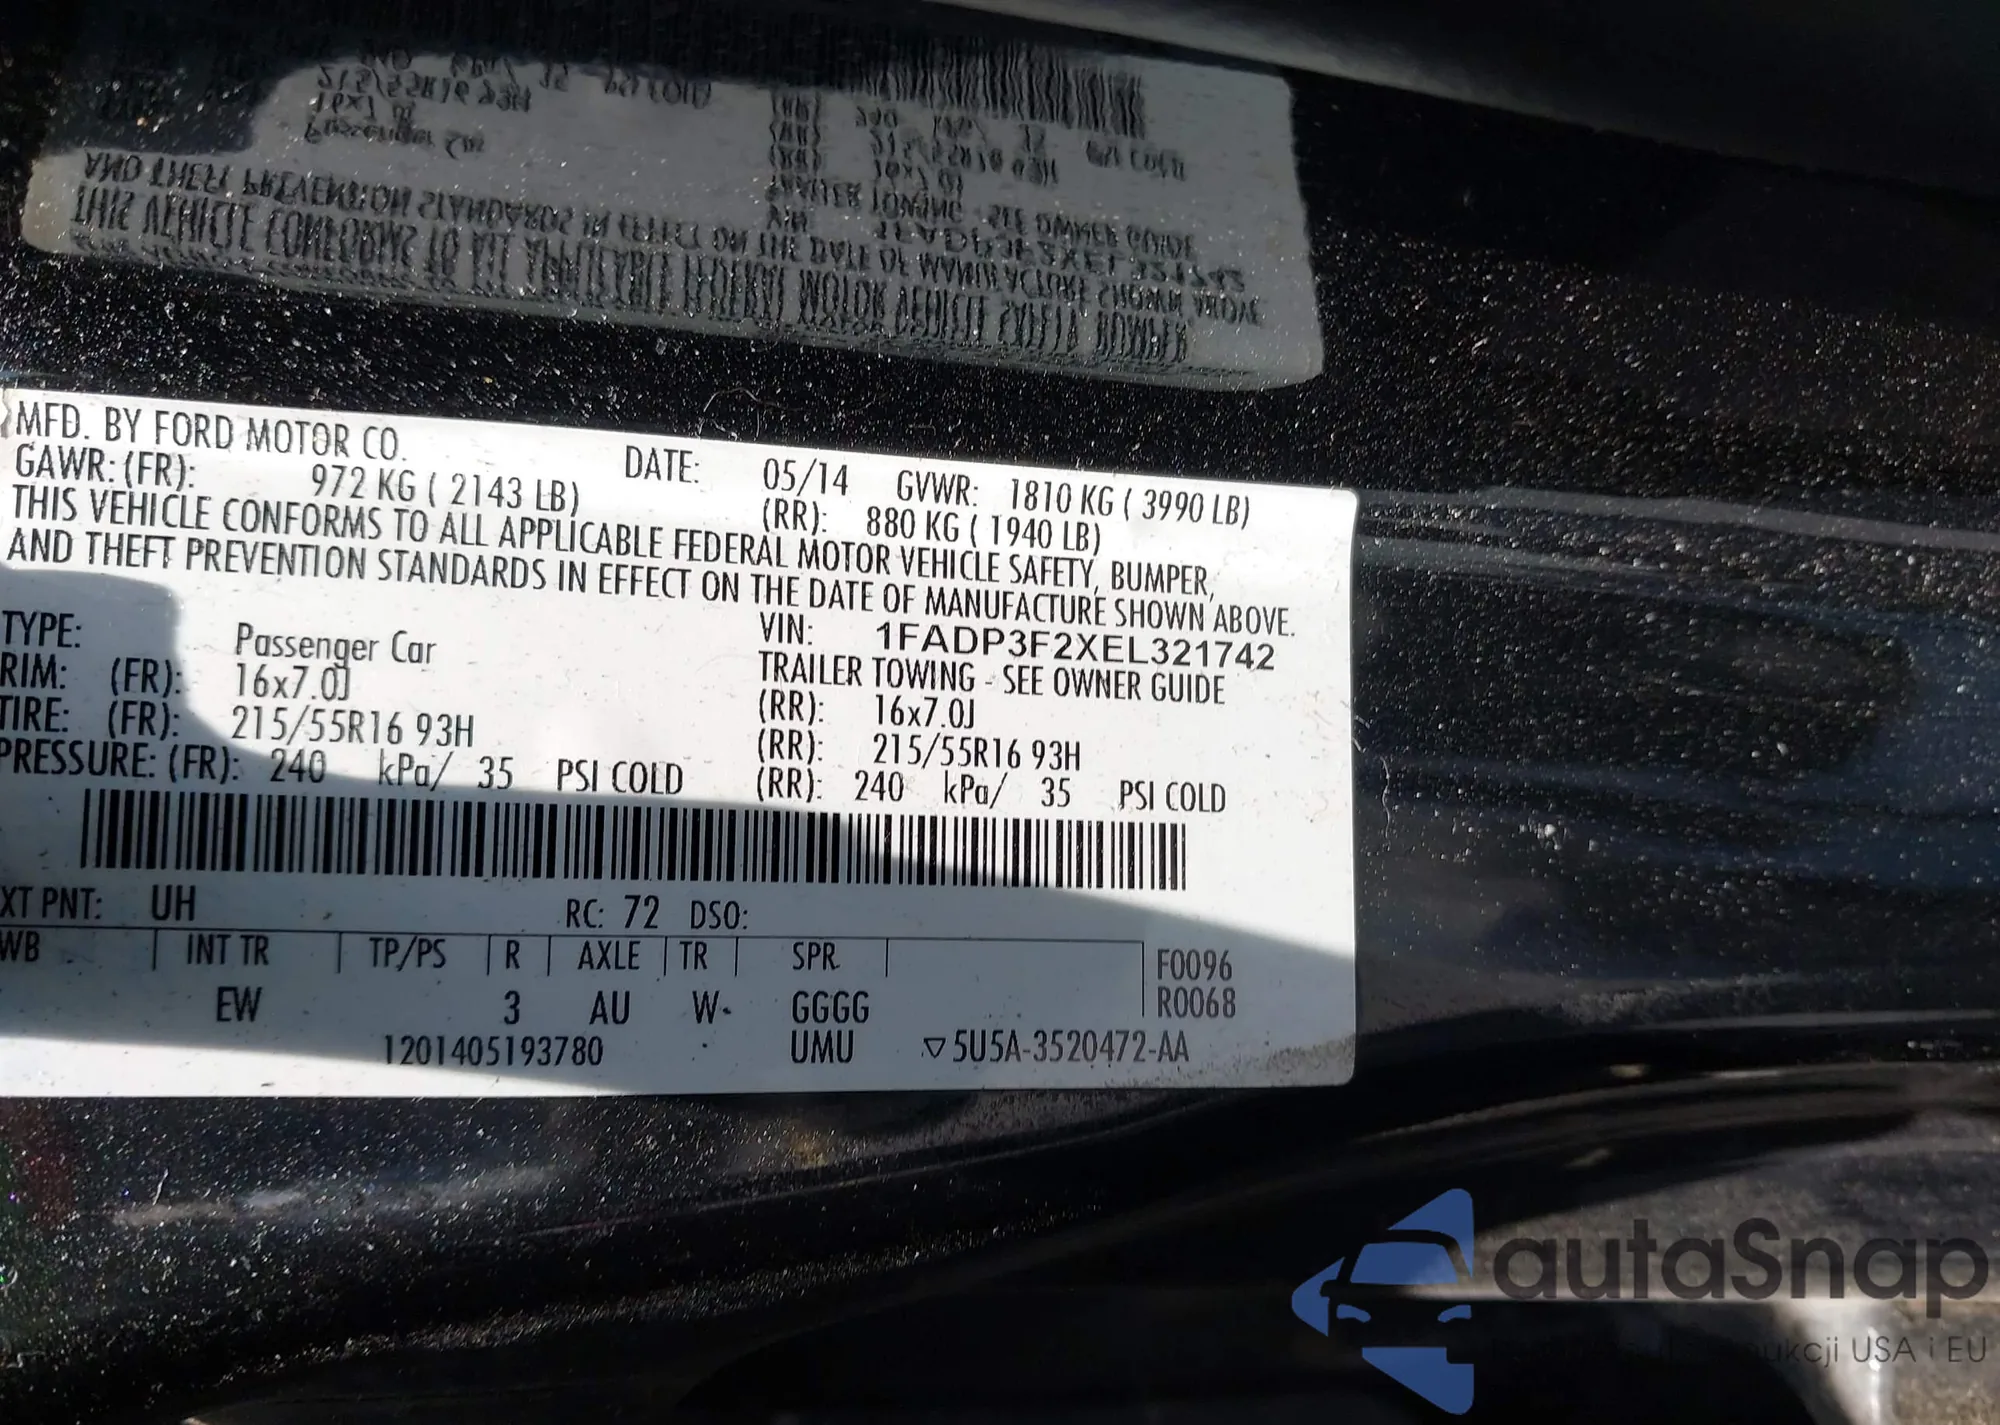 MFD. BY FORD MOTOR CO. DATE: 05/14 GVWR: 1810 KG ( 3990 LB)
GAWR: (FR): 972 KG ( 2143 LB) (RR): 880 KG ( 1940 LB)
THIS VEHICLE CONFORMS TO ALL APPLICABLE FEDERAL MOTOR VEHICLE SAFETY, BUMPER,
AND THEFT PREVENTION STANDARDS IN EFFECT ON THE DATE OF MANUFACTURE SHOWN ABOVE.
VIN: 1FADP3F2XEL321742
TYPE: Passenger Car TRAILER TOWING - SEE OWNER GUIDE
RIM: (FR): 16x7.0J (RR): 16x7.0J
TIRE: (FR): 215/55R16 93H (RR): 215/55R16 93H
PRESSURE: (FR): 240 kPa/ 35 PSI COLD (RR): 240 kPa/ 35 PSI COLD
XT PNT: UH RC: 72 DSO:
WB INT TR TP/PS R AXLE TR SPR F0096
EW 3 AU W- GGGG R0068
1201405193780 UMU ▽5U5A-3520472-AA
autaSnap
USA i EU